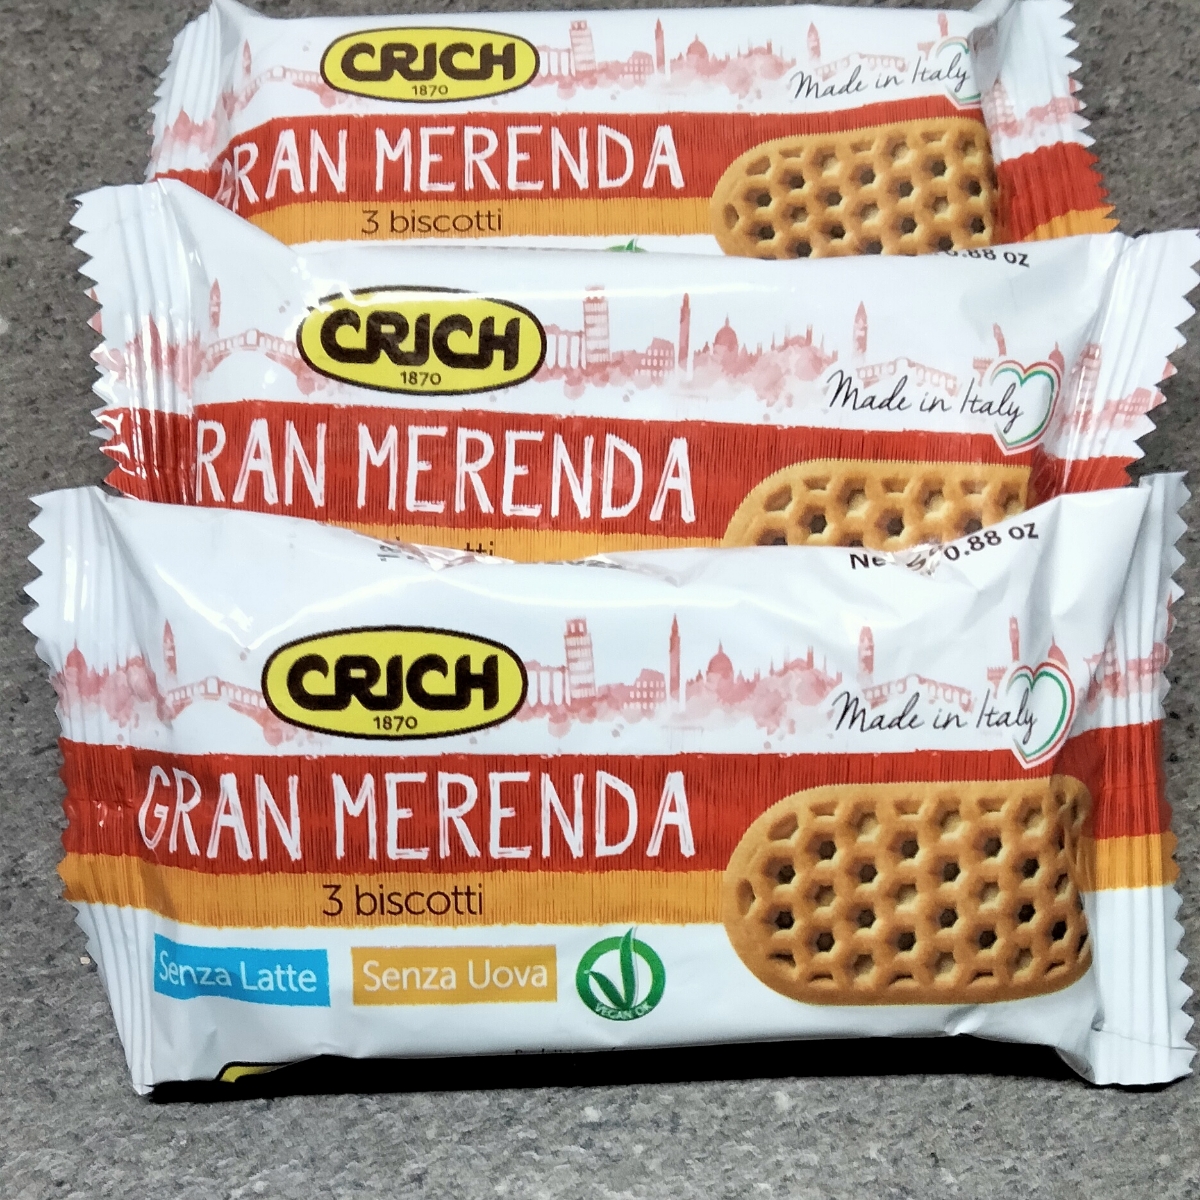 CRICH
1870
Made in Italy
GRAN MERENDA
3 biscotti
0.88 oz
CRICH
1870
Made in Italy
RAN MERENDA
Net 0.88 oz
CRICH
1870
Made in Italy
GRAN MERENDA
3 biscotti
Senza Latte
Senza Uova
VEGAN OK